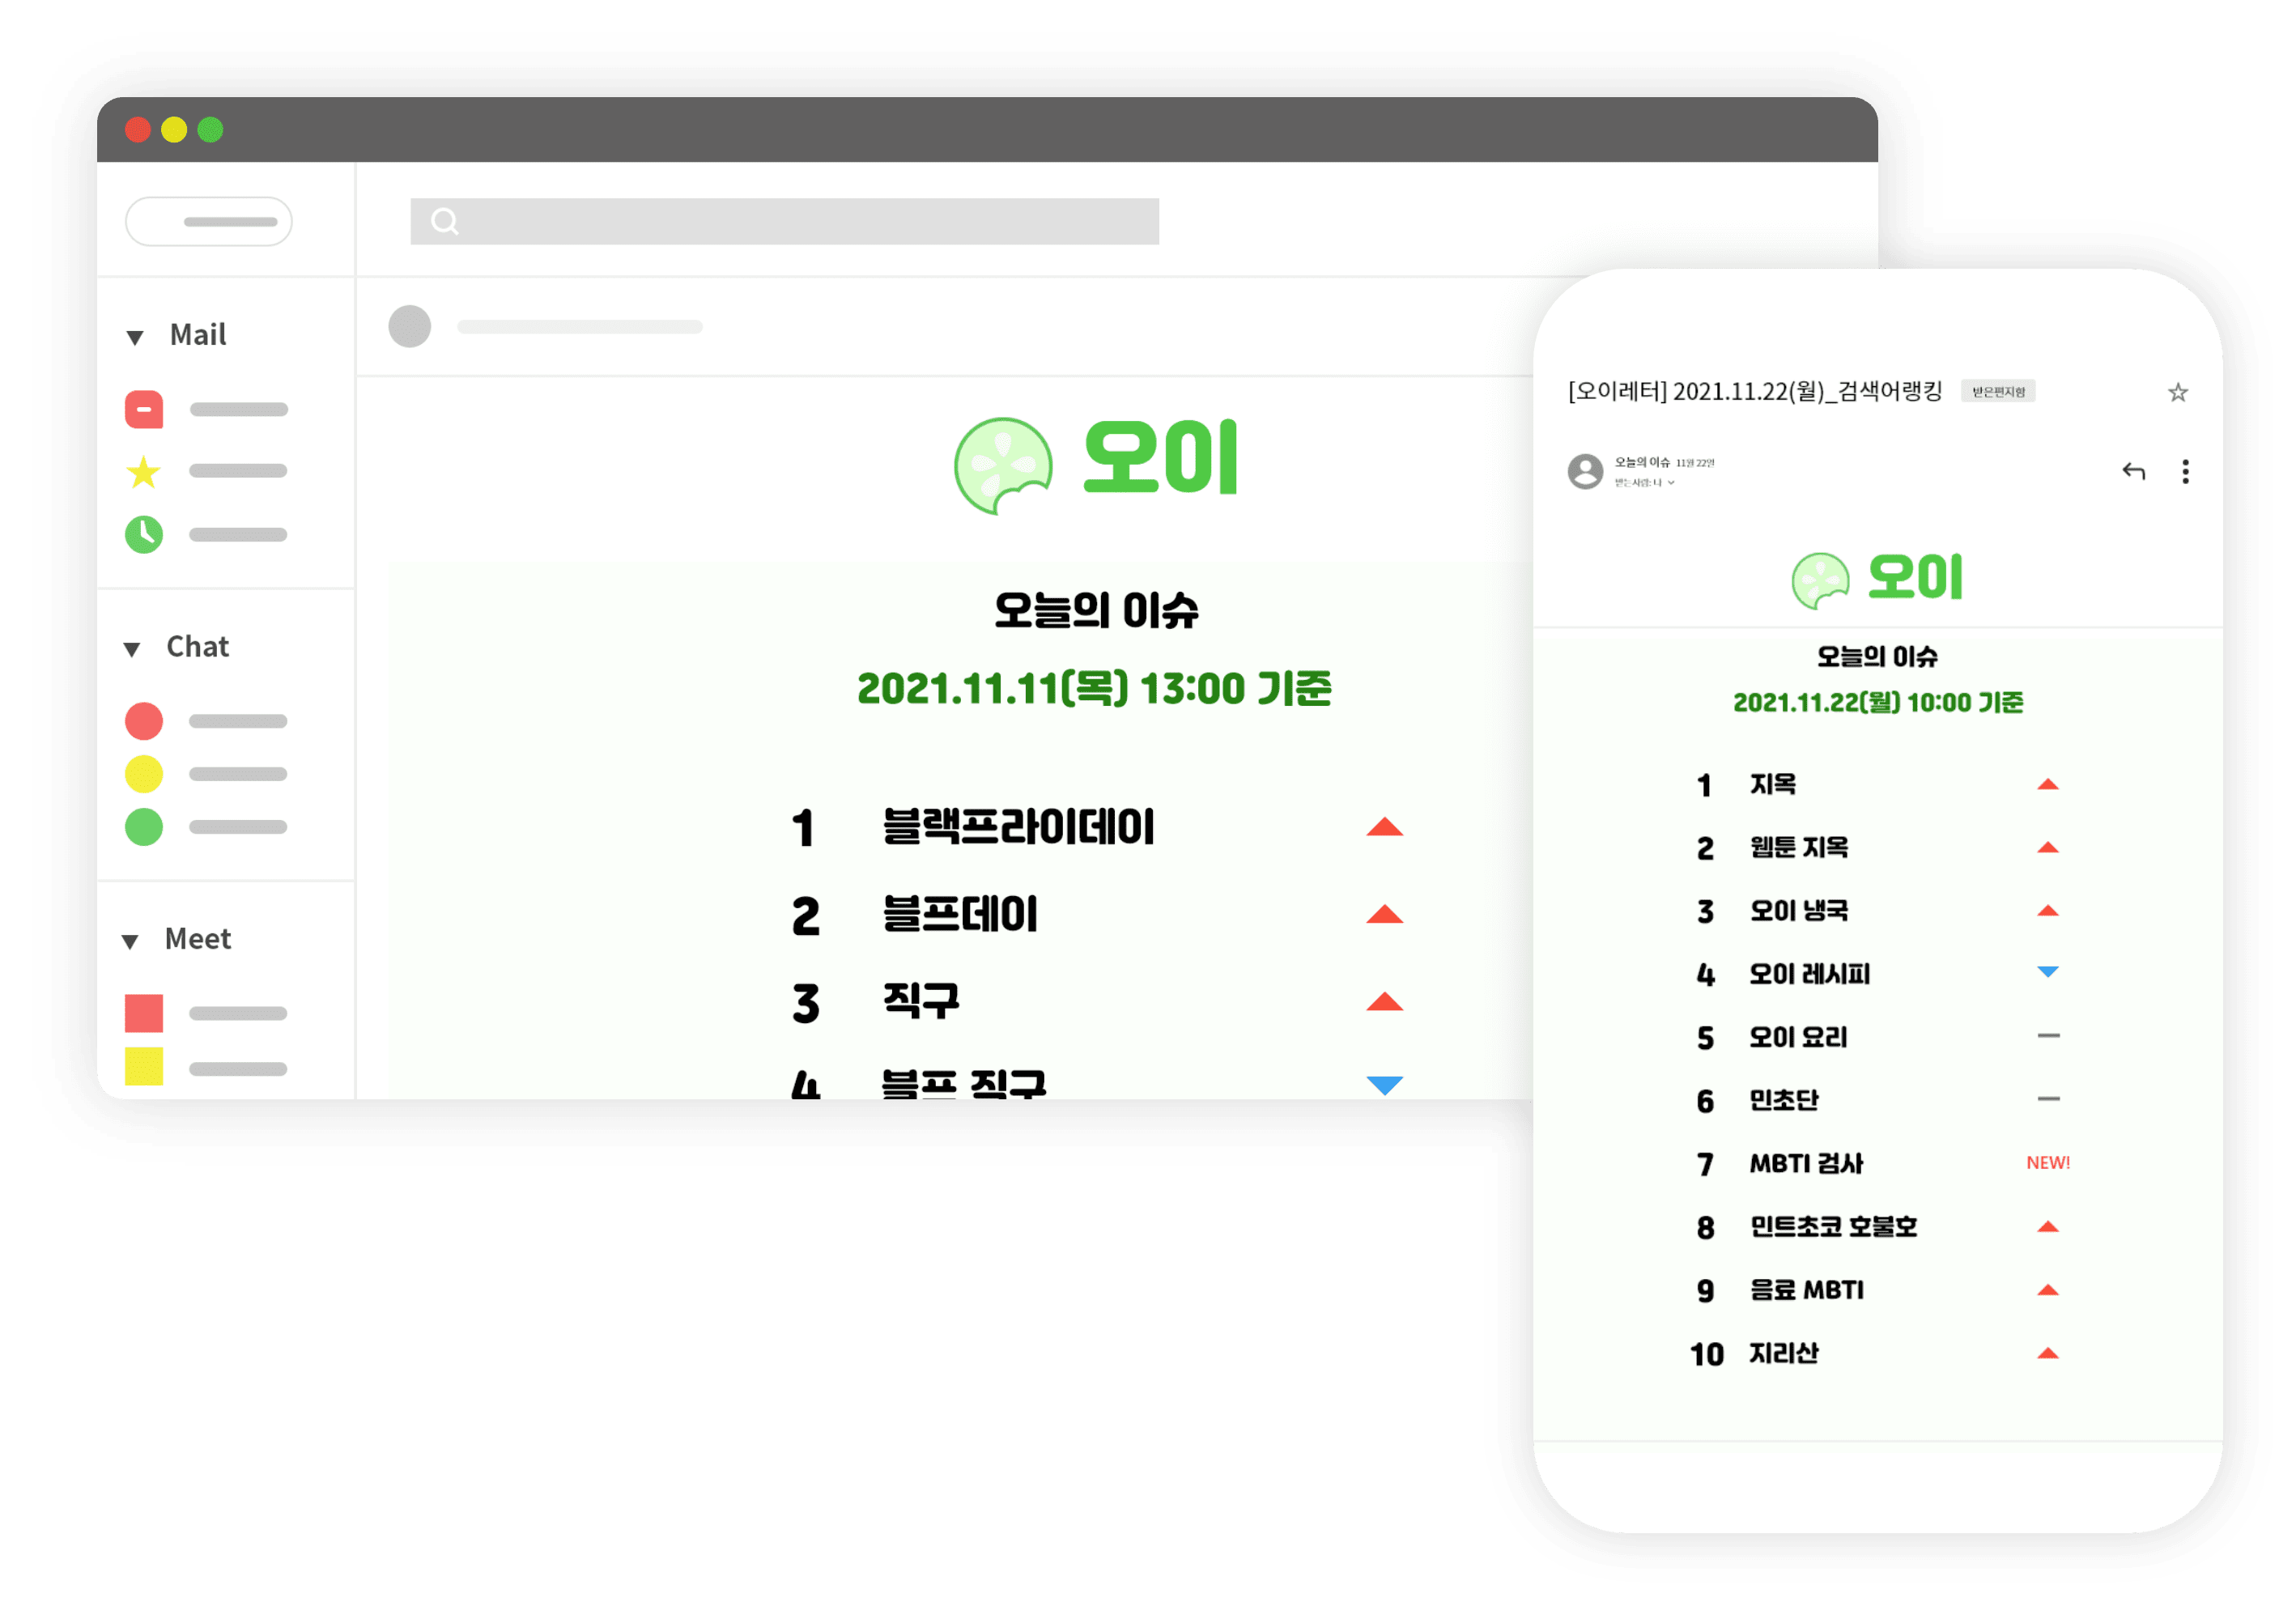 Mail
Chat
Meet
오이
오늘의 이슈
2021.11.11(목) 13:00 기준
1 블랙프라이데이
2 블프데이
3 직구
4 블프 직구
[오이레터] 2021.11.22(월)_검색어랭킹 받은편지함
오늘의 이슈 11월 22일
받는사람: 나
오이
오늘의 이슈
2021.11.22(월) 10:00 기준
1 지옥
2 웹툰 지옥
3 오이 냉국
4 오이 레시피
5 오이 요리
6 민초단
7 MBTI 검사 NEW!
8 민트초코 호불호
9 음료 MBTI
10 지리산